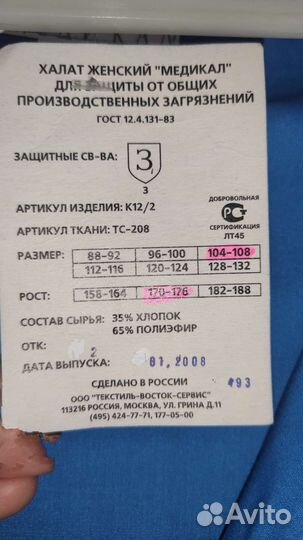 ХАЛАТ ЖЕНСКИЙ "МЕДИКАЛ"
ДЛЯ ЗАЩИТЫ ОТ ОБЩИХ
ПРОИЗВОДСТВЕННЫХ ЗАГРЯЗНЕНИЙ
ГОСТ 12.4.131-83
ЗАЩИТНЫЕ СВ-ВА: З
З
АРТИКУЛ ИЗДЕЛИЯ: К12/2
АРТИКУЛ ТКАНИ: ТС-208
ДОБРОВОЛЬНАЯ
СЕРТИФИКАЦИЯ
ЛТ45
РАЗМЕР: 88-92 96-100 104-108
112-116 120-124 128-132
РОСТ: 158-164 170-176 182-188
СОСТАВ СЫРЬЯ: 35% ХЛОПОК
65% ПОЛИЭФИР
ОТК: 2
ДАТА ВЫПУСКА: 01.2008
СДЕЛАНО В РОССИИ 493
ООО "ТЕКСТИЛЬ-ВОСТОК-СЕРВИС"
113216 РОССИЯ, МОСКВА, УЛ ГРИНА Д.11
(495) 424-77-71, 177-05-00
Avito